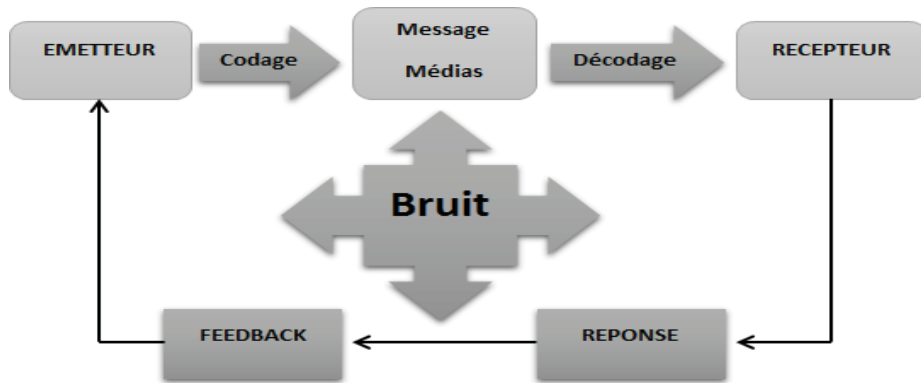 EMETTEUR
Codage
Message
Médias
Décodage
RECEPTEUR
Bruit
FEEDBACK
REPONSE